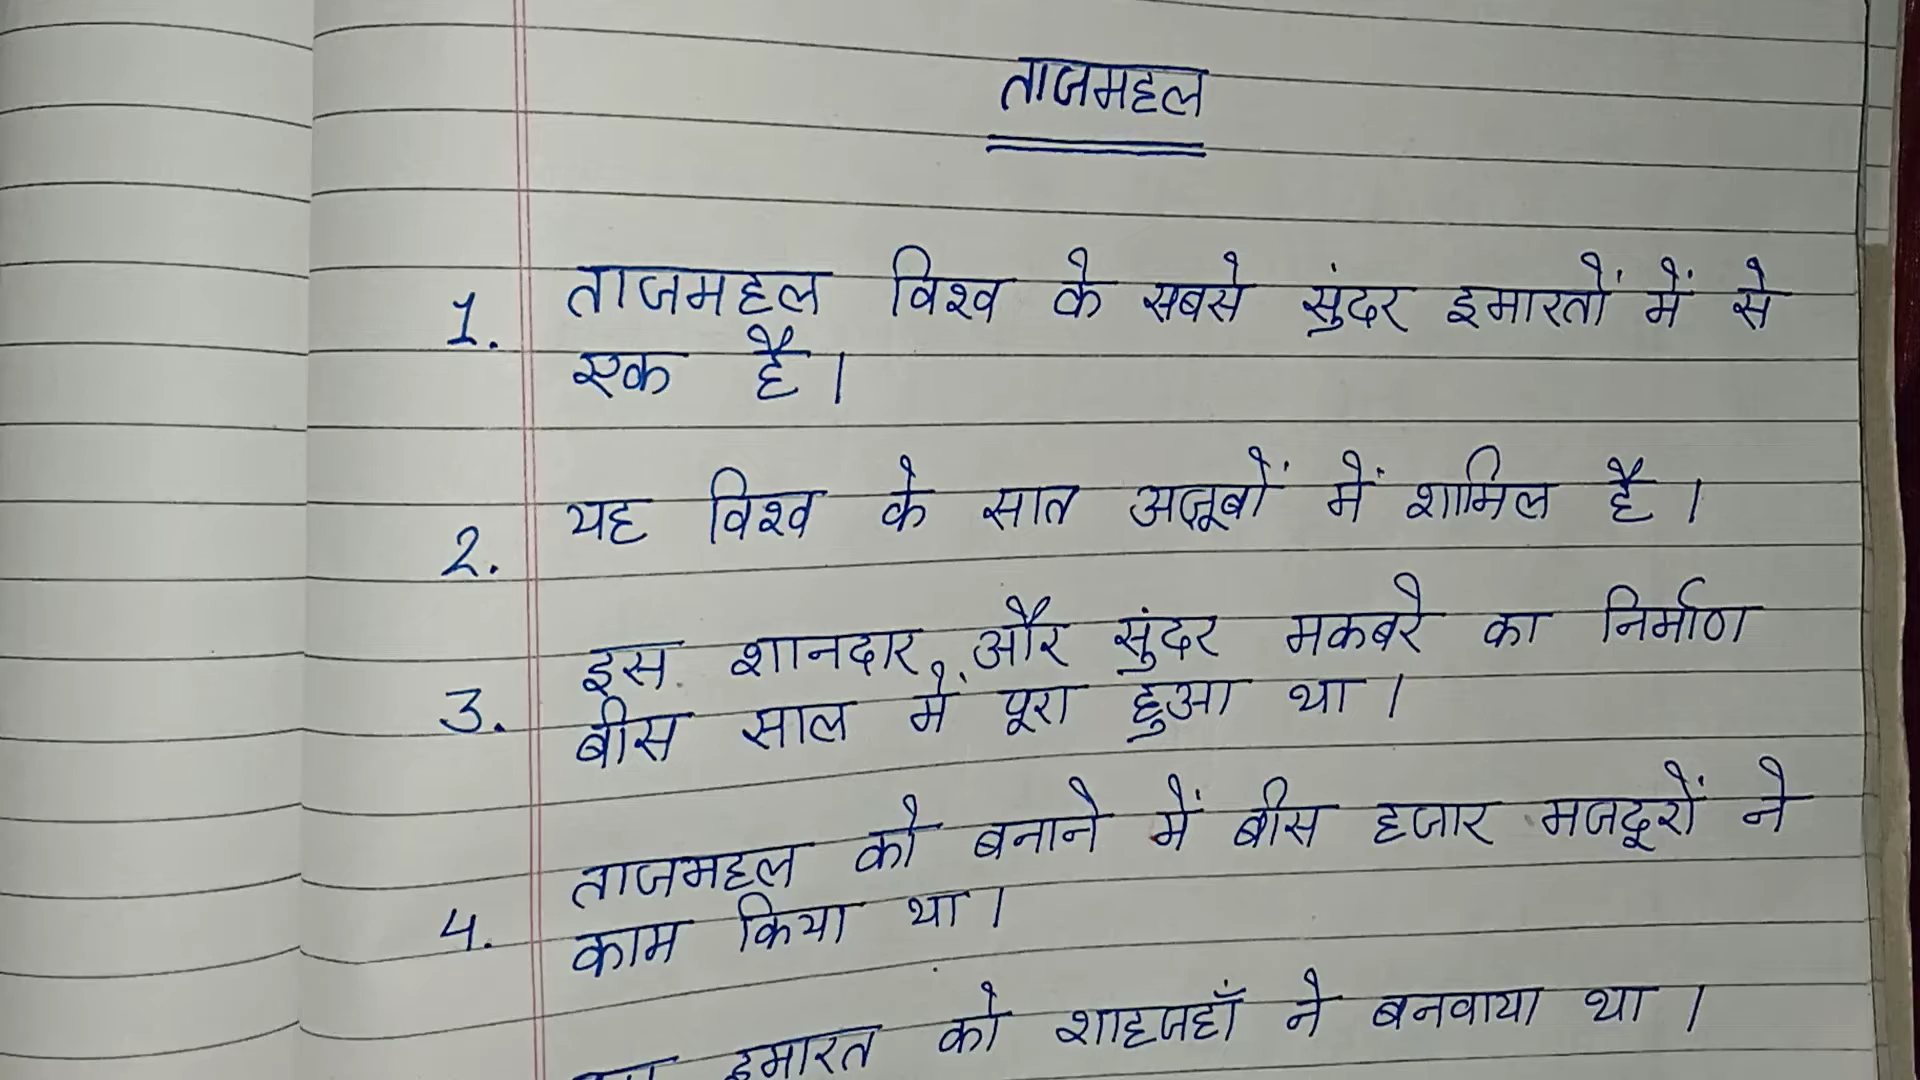 ताजमहल
1. ताजमहल विश्व के सबसे सुंदर इमारतों में से
एक है।
2. यह विश्व के सात अजूबों में शामिल है।
इस शानदार और सुंदर मकबरे का निर्माण
3. बीस साल में पूरा हुआ था।
ताजमहल को बनाने में बीस हजार मजदूरों ने
4. काम किया था।
इमारत को शाहजहाँ ने बनवाया था।